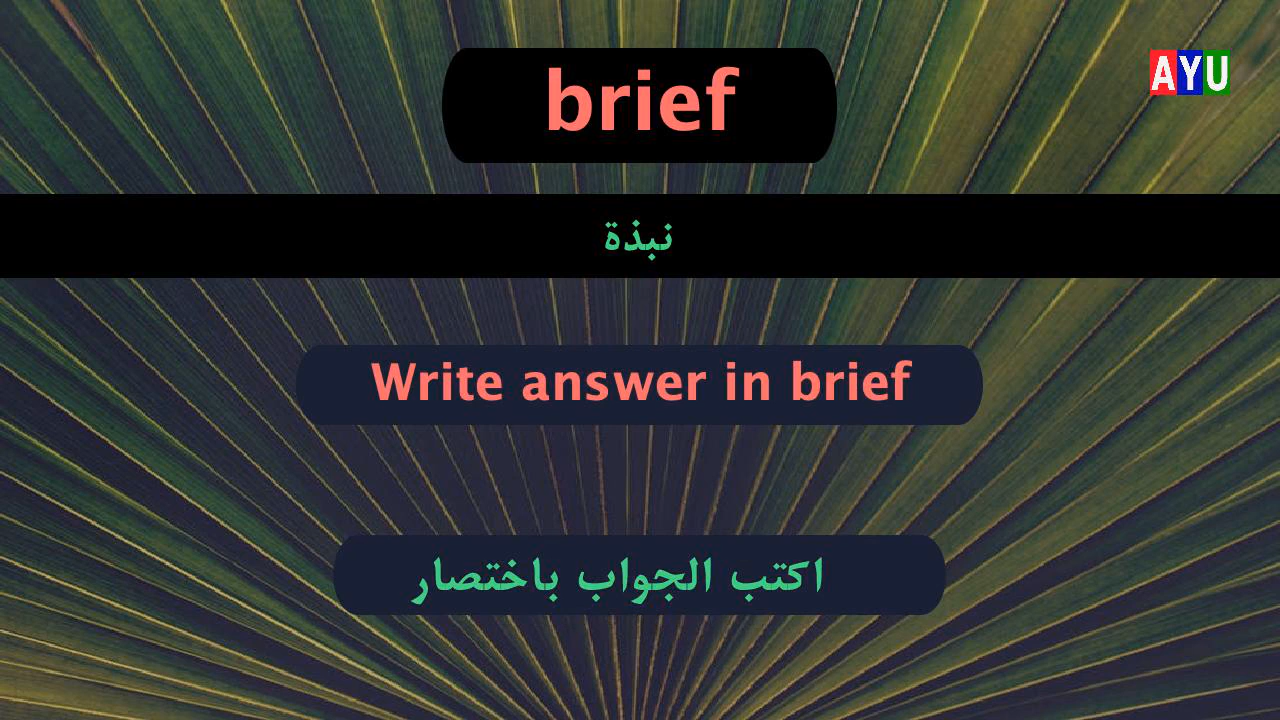 brief
AYU
نبذة
Write answer in brief
اكتب الجواب باختصار